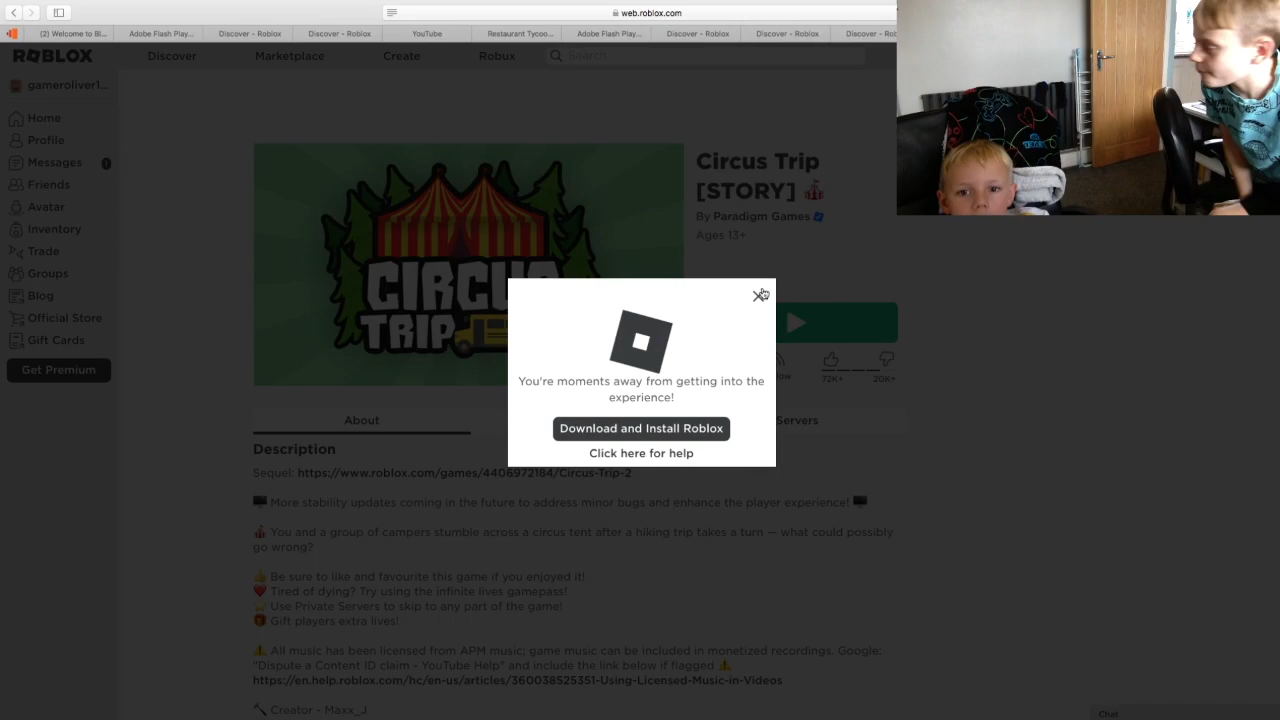 web.roblox.com
(2) Welcome to Bl...
Adobe Flash Play...
Discover - Roblox
Discover - Roblox
YouTube
Restaurant Tycoo...
Adobe Flash Play...
Discover - Roblox
Discover - Roblox
Discover - Rob
ROBLOX
Discover
Marketplace
Create
Robux
Search
gameroliver1...
Home
Profile
Messages
1
Friends
Avatar
Inventory
Trade
Groups
Blog
Official Store
Gift Cards
Get Premium
CIRCUS
TRIP
Circus Trip
[STORY]
By Paradigm Games
Ages 13+
72K+
20K+
You're moments away from getting into the
experience!
Download and Install Roblox
Click here for help
About
Servers
Description
Sequel: https://www.roblox.com/games/4406972184/Circus-Trip-2
More stability updates coming in the future to address minor bugs and enhance the player experience!
You and a group of campers stumble across a circus tent after a hiking trip takes a turn — what could possibly
go wrong?
Be sure to like and favourite this game if you enjoyed it!
Tired of dying? Try using the infinite lives gamepass!
Use Private Servers to skip to any part of the game!
Gift players extra lives!
All music has been licensed from APM music; game music can be included in monetized recordings. Google:
"Dispute a Content ID claim - YouTube Help" and include the link below if flagged
https://en.help.roblox.com/hc/en-us/articles/360038525351-Using-Licensed-Music-in-Videos
Creator - Maxx_J
Chat